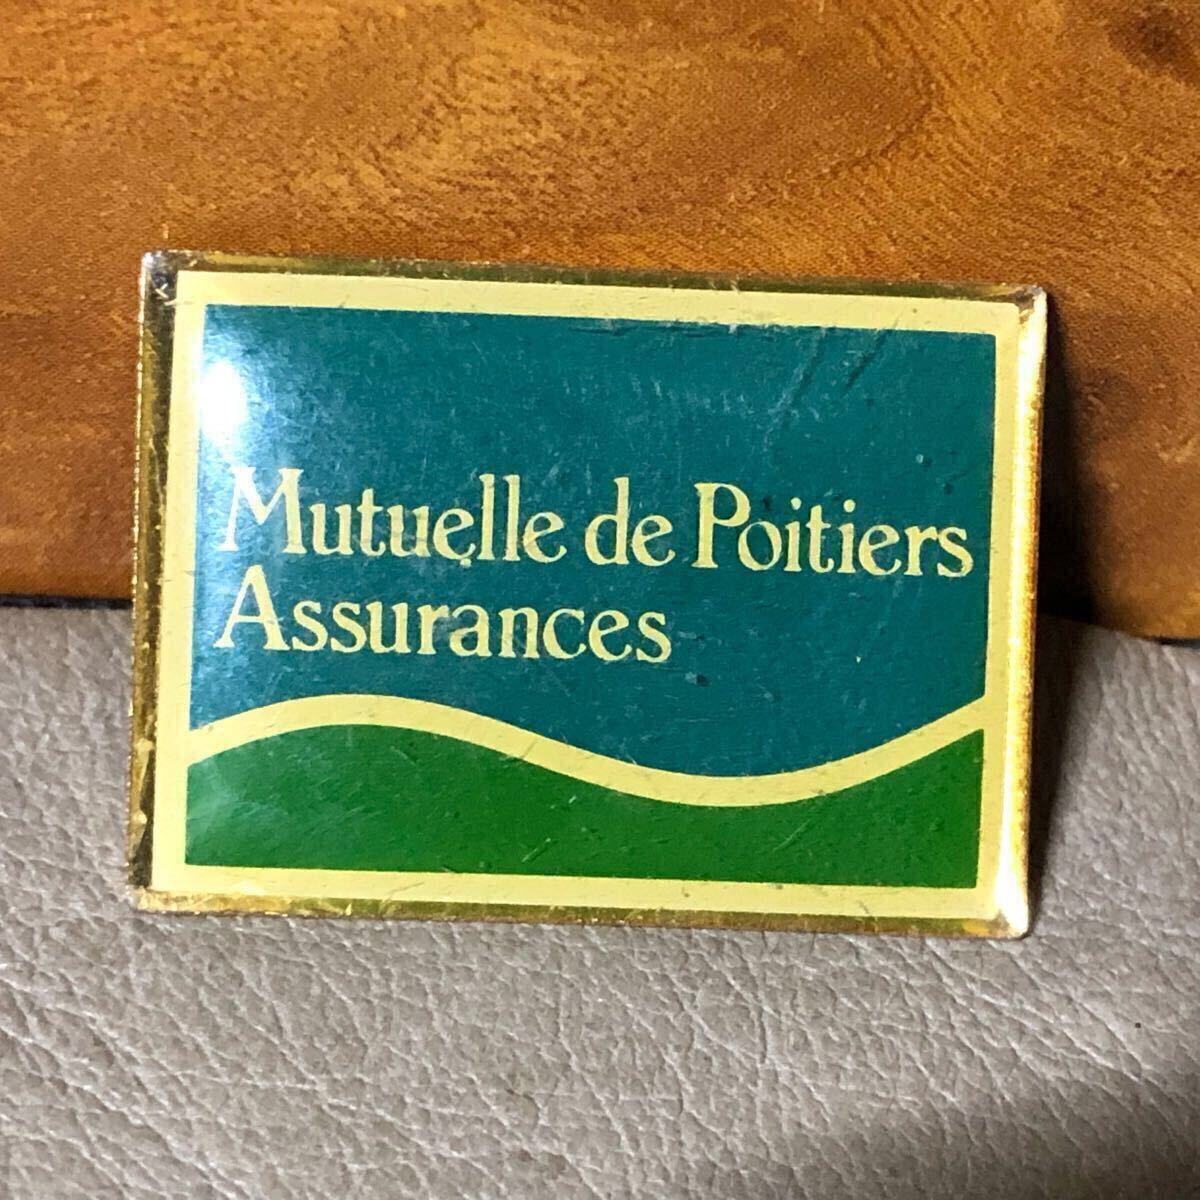 Mutuelle de Poitiers
Assurances